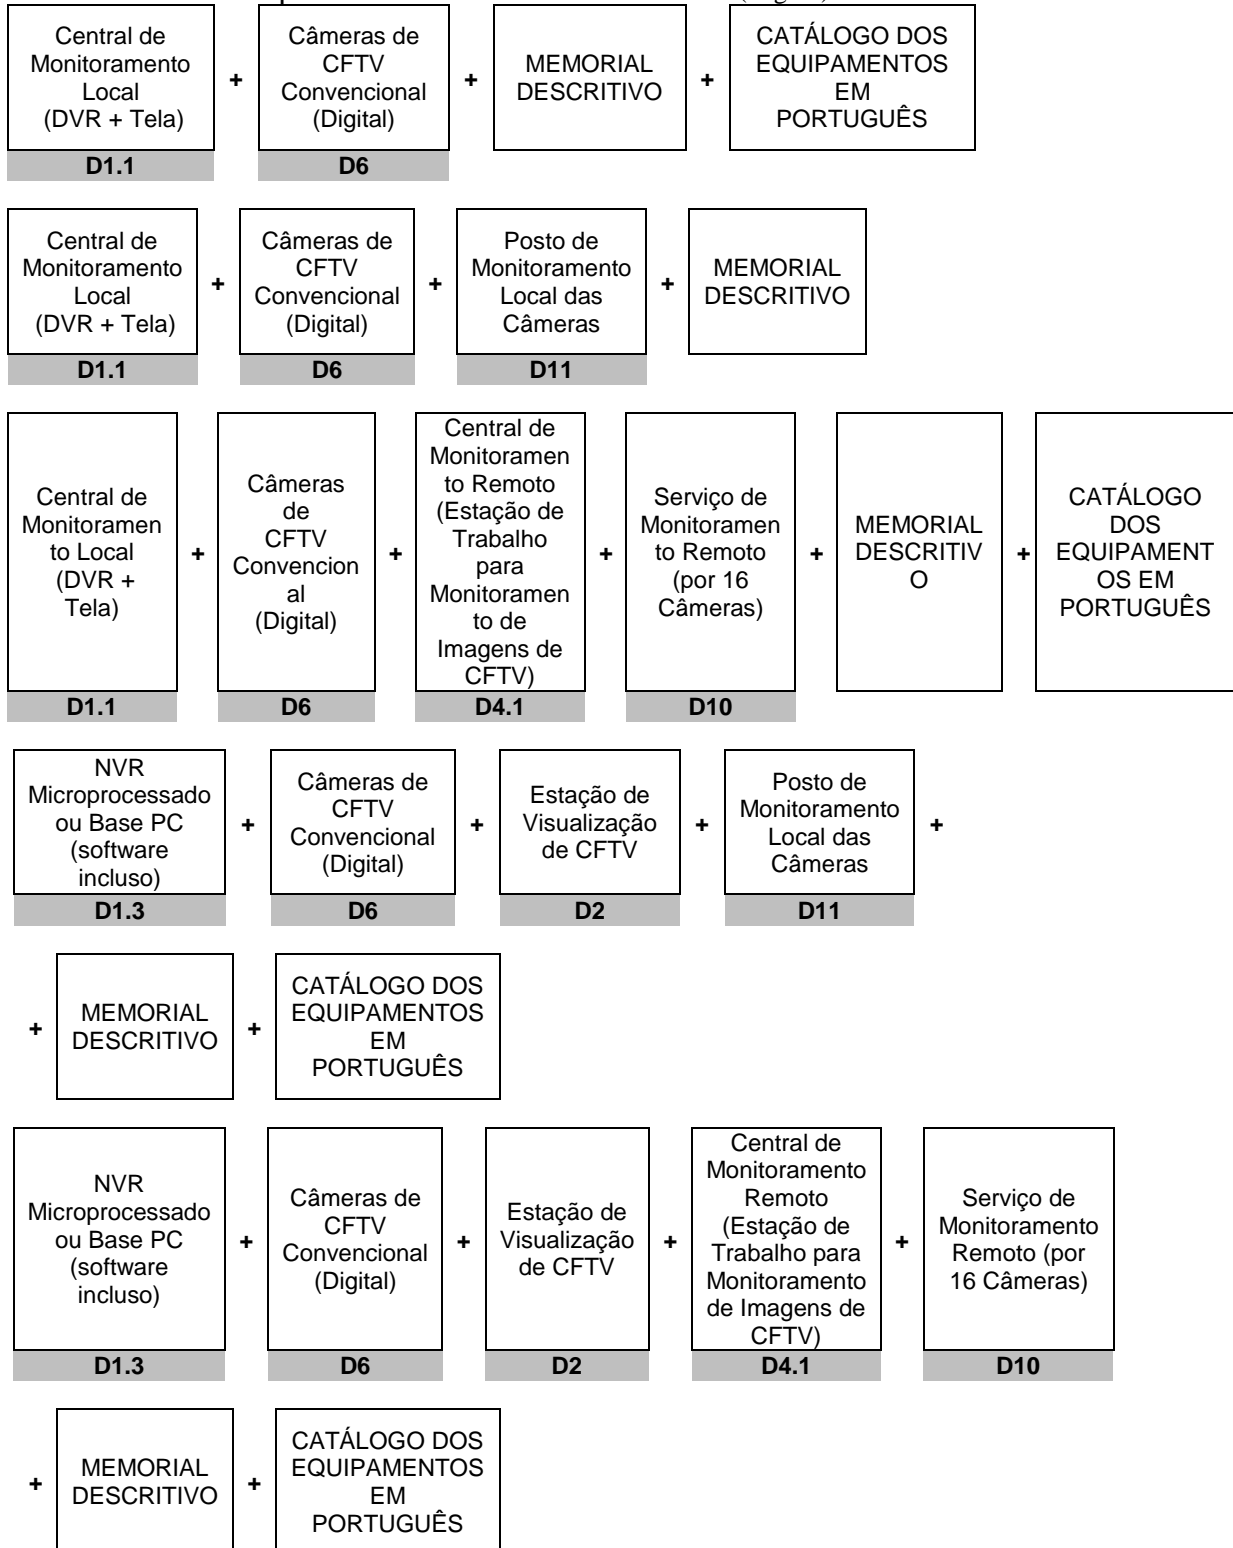 Central de
Monitoramento
Local
(DVR + Tela)
D1.1
+
Câmeras de
CFTV
Convencional
(Digital)
D6
+
MEMORIAL
DESCRITIVO
+
CATÁLOGO DOS
EQUIPAMENTOS
EM
PORTUGUÊS
Central de
Monitoramento
Local
(DVR + Tela)
D1.1
+
Câmeras de
CFTV
Convencional
(Digital)
D6
+
Posto de
Monitoramento
Local das
Câmeras
D11
+
MEMORIAL
DESCRITIVO
Central de
Monitoramen
to Local
(DVR +
Tela)
D1.1
+
Câmeras
de
CFTV
Convencion
al
(Digital)
D6
+
Central de
Monitoramen
to Remoto
(Estação de
Trabalho
para
Monitoramen
to de
Imagens de
CFTV)
D4.1
+
Serviço de
Monitoramen
to Remoto
(por 16
Câmeras)
D10
+
MEMORIAL
DESCRITIV
O
+
CATÁLOGO
DOS
EQUIPAMENT
OS EM
PORTUGUÊS
NVR
Microprocessado
ou Base PC
(software
incluso)
D1.3
+
Câmeras de
CFTV
Convencional
(Digital)
D6
+
Estação de
Visualização
de CFTV
D2
+
Posto de
Monitoramento
Local das
Câmeras
D11
+
+
MEMORIAL
DESCRITIVO
+
CATÁLOGO DOS
EQUIPAMENTOS
EM
PORTUGUÊS
NVR
Microprocessado
ou Base PC
(software
incluso)
D1.3
+
Câmeras de
CFTV
Convencional
(Digital)
D6
+
Estação de
Visualização
de CFTV
D2
+
Central de
Monitoramento
Remoto
(Estação de
Trabalho para
Monitoramento
de Imagens de
CFTV)
D4.1
+
Serviço de
Monitoramento
Remoto (por
16 Câmeras)
D10
+
MEMORIAL
DESCRITIVO
+
CATÁLOGO DOS
EQUIPAMENTOS
EM
PORTUGUÊS